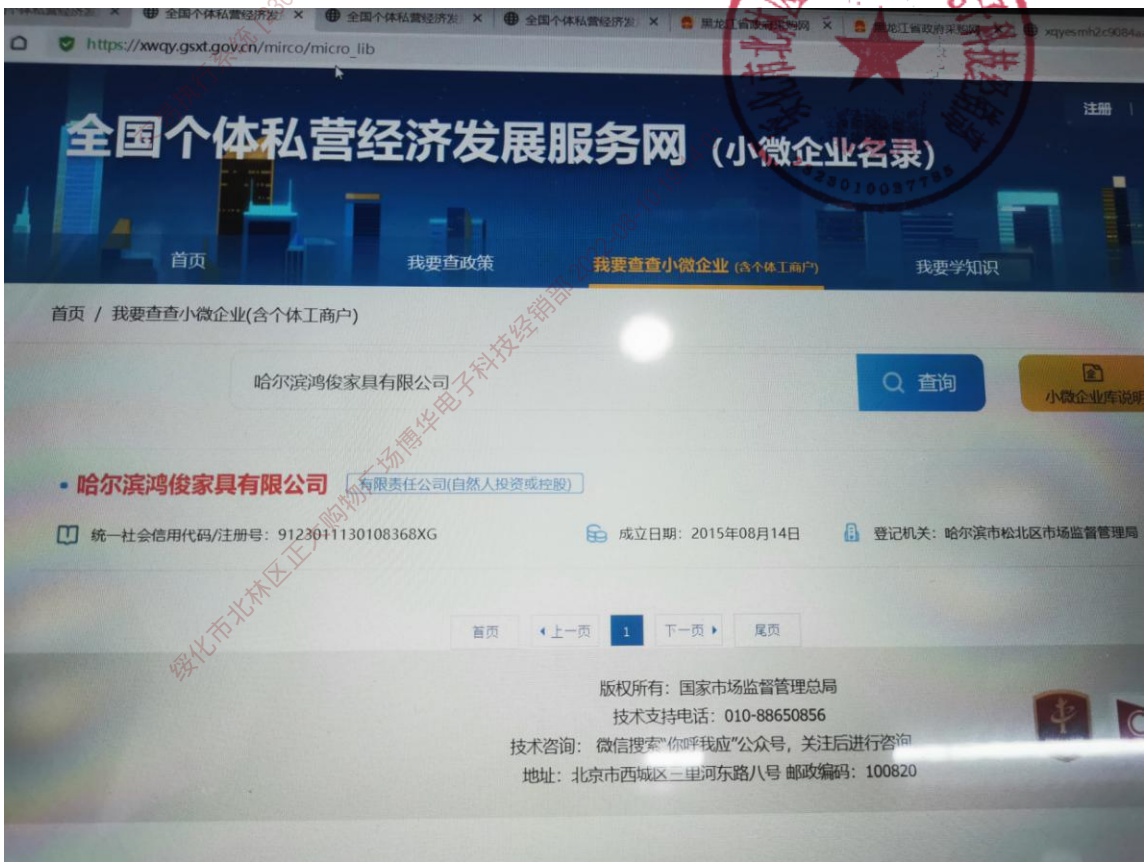 全国个体私营经济发
全国个体私营经济发
全国个体私营经济发
黑龙江省政府采购网
黑龙江省政府采购网
https://xwqy.gsxt.gov.cn/mirco/micro_lib
注册
全国个体私营经济发展服务网 (小微企业名录)
首页
我要查政策
我要查查小微企业 (含个体工商户)
我要学知识
首页 / 我要查查小微企业(含个体工商户)
哈尔滨鸿俊家具有限公司
查询
小微企业库说明
哈尔滨鸿俊家具有限公司
有限责任公司(自然人投资或控股)
统一社会信用代码/注册号: 9123011130108368XG
成立日期: 2015年08月14日
登记机关: 哈尔滨市松北区市场监督管理局
首页
上一页
1
下一页
尾页
版权所有: 国家市场监督管理总局
技术支持电话: 010-88650856
技术咨询: 微信搜索“你呼我应”公众号, 关注后进行咨询
地址: 北京市西城区三里河东路八号 邮政编码: 100820
绥化市北林区正大购物广场博华电子科技经销部